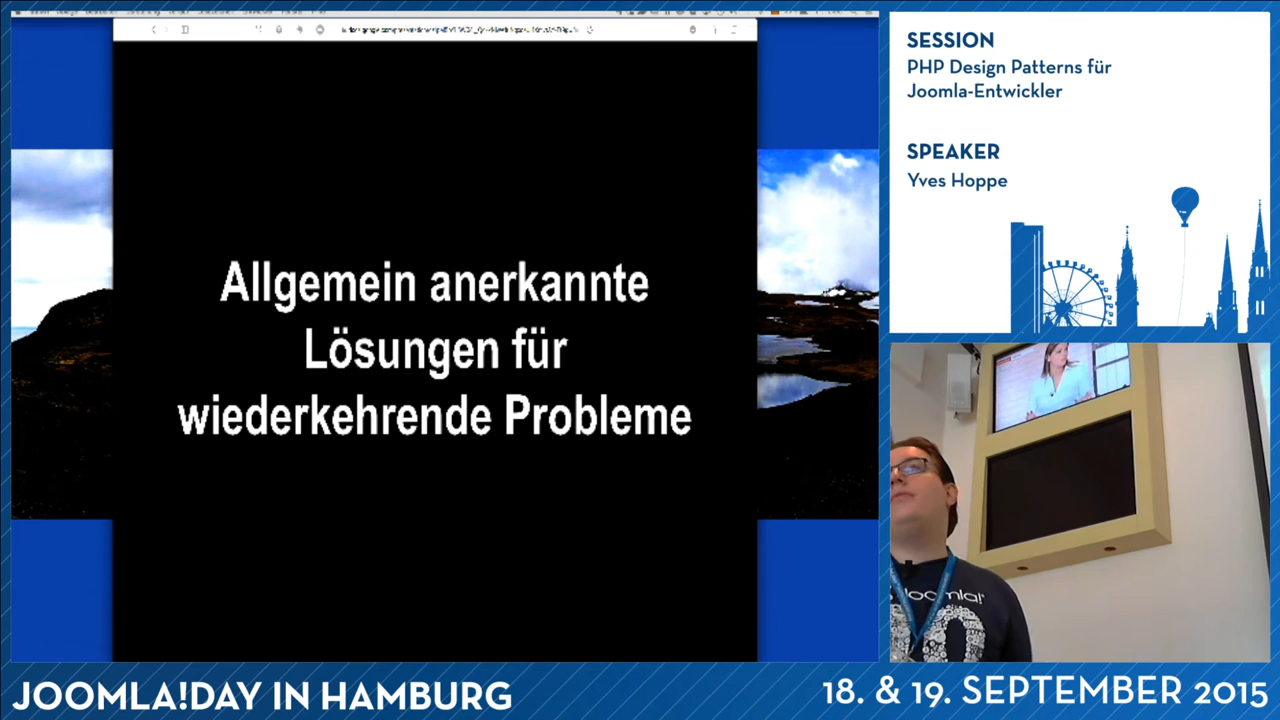 Allgemein anerkannte
Lösungen für
wiederkehrende Probleme
SESSION
PHP Design Patterns für
Joomla-Entwickler
SPEAKER
Yves Hoppe
Joomla!
JOOMLA!DAY IN HAMBURG
18. & 19. SEPTEMBER 2015